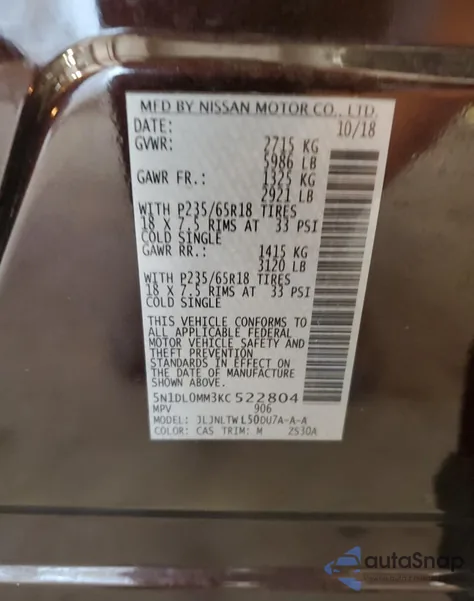 MFD BY NISSAN MOTOR CO., LTD.
DATE: 10/18
GVWR: 2715 KG
5986 LB
GAWR FR.: 1325 KG
2921 LB
WITH P235/65R18 TIRES
18 X 7.5 RIMS AT 33 PSI
COLD SINGLE
GAWR RR.: 1415 KG
3120 LB
WITH P235/65R18 TIRES
18 X 7.5 RIMS AT 33 PSI
COLD SINGLE
THIS VEHICLE CONFORMS TO
ALL APPLICABLE FEDERAL
MOTOR VEHICLE SAFETY AND
THEFT PREVENTION
STANDARDS IN EFFECT ON
THE DATE OF MANUFACTURE
SHOWN ABOVE.
5N1DL0MM3KC522804
MPV 906
MODEL: JLJNLTWL50DU7A-A-A
COLOR: CAS TRIM: M ZS30A
autaSnap